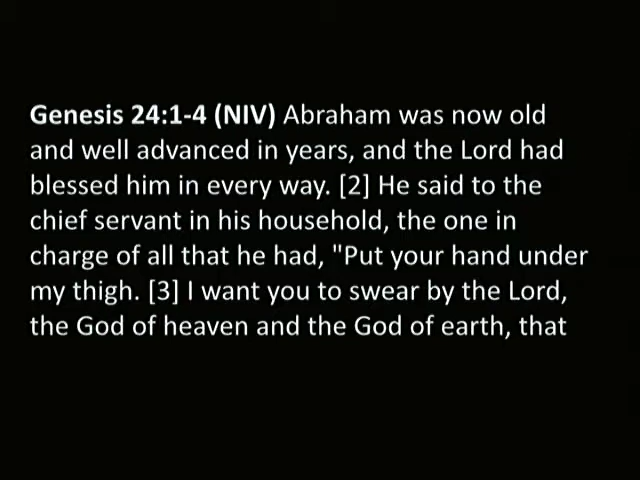 Genesis 24:1-4 (NIV) Abraham was now old
and well advanced in years, and the Lord had
blessed him in every way. [2] He said to the
chief servant in his household, the one in
charge of all that he had, "Put your hand under
my thigh. [3] I want you to swear by the Lord,
the God of heaven and the God of earth, that